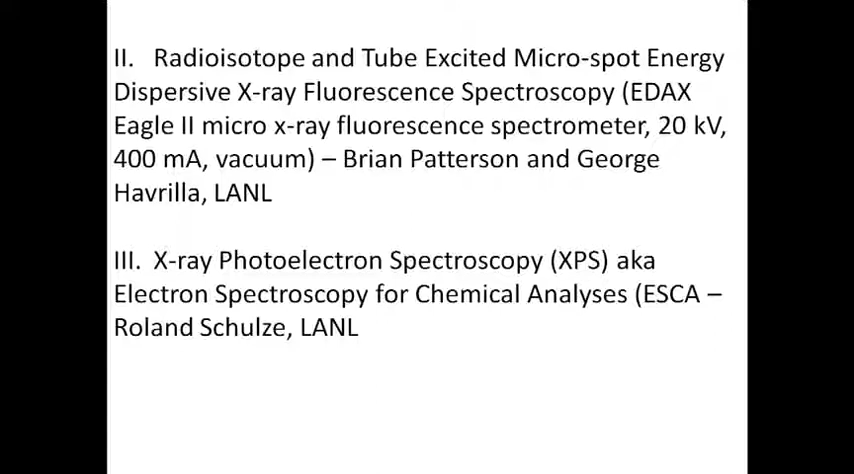 II. Radioisotope and Tube Excited Micro-spot Energy
Dispersive X-ray Fluorescence Spectroscopy (EDAX
Eagle II micro x-ray fluorescence spectrometer, 20 kV,
400 mA, vacuum) – Brian Patterson and George
Havrilla, LANL
III. X-ray Photoelectron Spectroscopy (XPS) aka
Electron Spectroscopy for Chemical Analyses (ESCA –
Roland Schulze, LANL